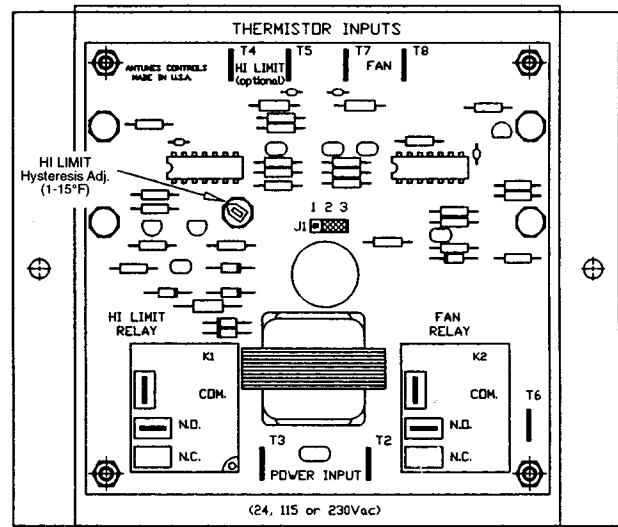 THERMISTOR INPUTS
T4 T5 T7 T8
ANTUNES CONTROLS
MADE IN U.S.A.
HI LIMIT
(optional)
FAN
HI LIMIT
Hysteresis Adj.
(1-15°F)
1 2 3
J1
HI LIMIT
RELAY
FAN
RELAY
K1
K2
COM.
COM.
T6
N.O.
N.O.
T3
T2
N.C.
N.C.
POWER INPUT
(24, 115 or 230Vac)